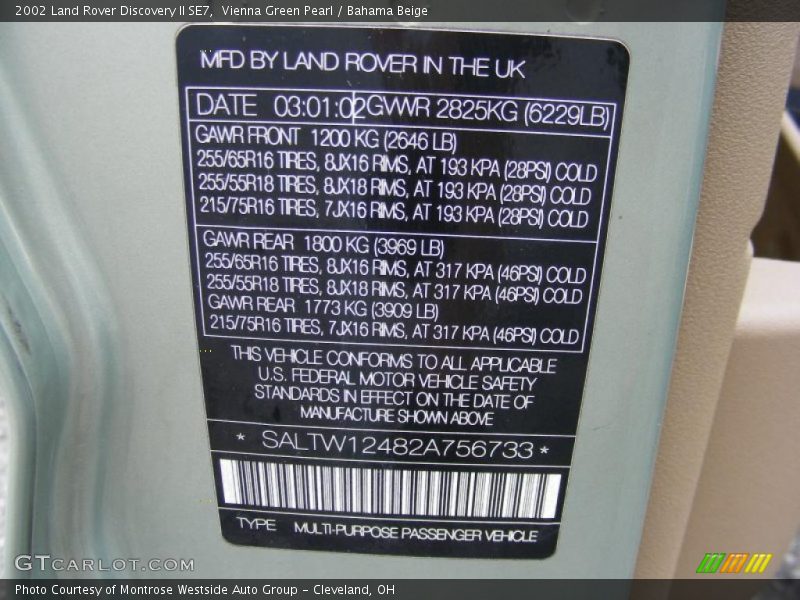 2002 Land Rover Discovery II SE7, Vienna Green Pearl / Bahama Beige
MFD BY LAND ROVER IN THE UK
DATE 03:01:02 GWR 2825KG (6229LB)
GAWR FRONT 1200 KG (2646 LB)
255/65R16 TIRES, 8JX16 RIMS, AT 193 KPA (28PSI) COLD
255/55R18 TIRES, 8JX18 RIMS, AT 193 KPA (28PSI) COLD
215/75R16 TIRES, 7JX16 RIMS, AT 193 KPA (28PSI) COLD
GAWR REAR 1800 KG (3969 LB)
255/65R16 TIRES, 8JX16 RIMS, AT 317 KPA (46PSI) COLD
255/55R18 TIRES, 8JX18 RIMS, AT 317 KPA (46PSI) COLD
GAWR REAR 1773 KG (3909 LB)
215/75R16 TIRES, 7JX16 RIMS, AT 317 KPA (46PSI) COLD
THIS VEHICLE CONFORMS TO ALL APPLICABLE
U.S. FEDERAL MOTOR VEHICLE SAFETY
STANDARDS IN EFFECT ON THE DATE OF
MANUFACTURE SHOWN ABOVE
* SALTW12482A756733 *
TYPE MULTI-PURPOSE PASSENGER VEHICLE
GTCARLOT.COM
Photo Courtesy of Montrose Westside Auto Group - Cleveland, OH